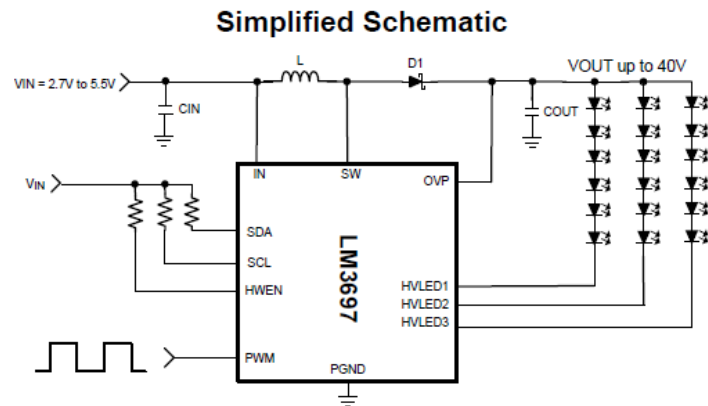 Simplified Schematic
L
D1
VOUT up to 40V
VIN = 2.7V to 5.5V
CIN
COUT
IN
SW
OVP
VIN
SDA
SCL
HWEN
LM3697
HVLED1
HVLED2
HVLED3
PWM
PGND